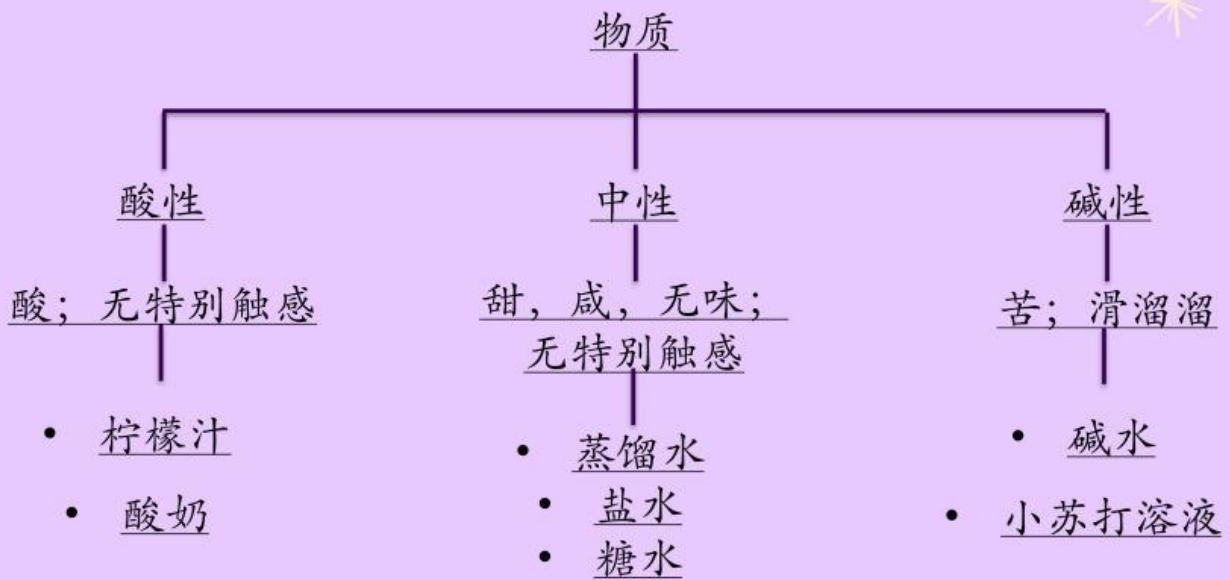 物质
酸性
中性
碱性
酸；无特别触感
甜，咸，无味；
无特别触感
苦；滑溜溜
• 柠檬汁
• 酸奶
• 蒸馏水
• 盐水
• 糖水
• 碱水
• 小苏打溶液